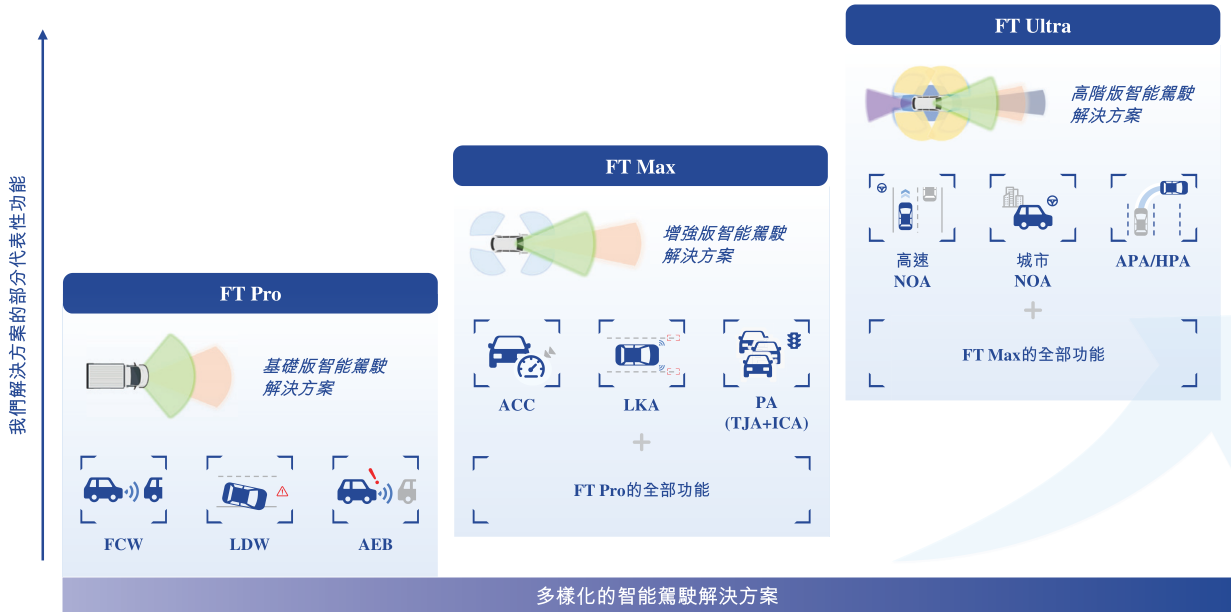 我們解決方案的部分代表性功能
FT Pro
基礎版智能駕駛
解決方案
FCW
LDW
AEB
FT Max
增強版智能駕駛
解決方案
ACC
LKA
PA
(TJA+ICA)
+
FT Pro的全部功能
FT Ultra
高階版智能駕駛
解決方案
高速
NOA
城市
NOA
APA/HPA
+
FT Max的全部功能
多樣化的智能駕駛解決方案